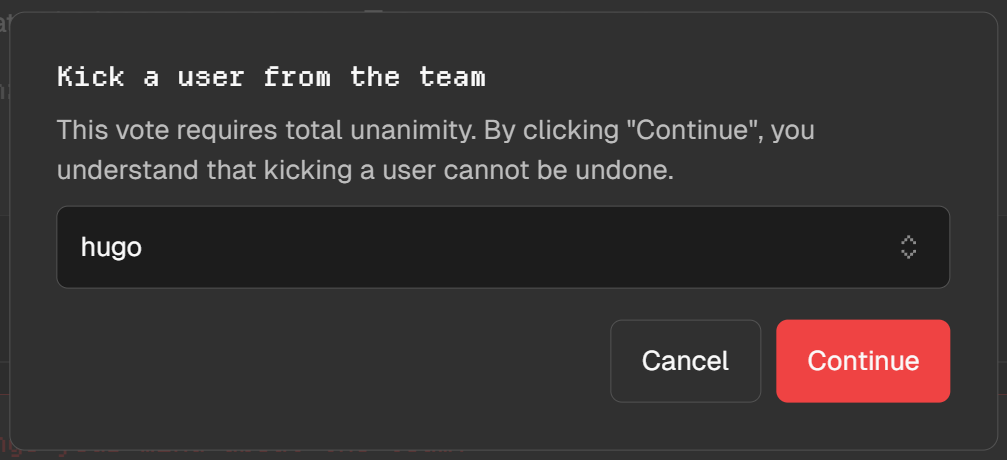 Kick a user from the team
This vote requires total unanimity. By clicking "Continue", you
understand that kicking a user cannot be undone.
hugo
Cancel
Continue